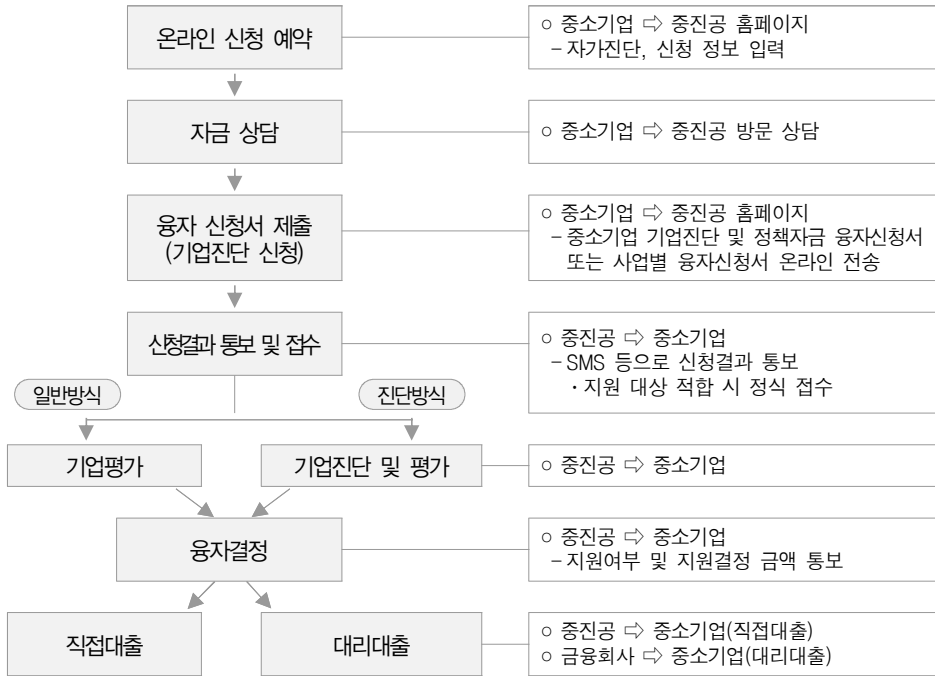 온라인 신청 예약
○ 중소기업 ⇨ 중진공 홈페이지
- 자가진단, 신청 정보 입력
자금 상담
○ 중소기업 ⇨ 중진공 방문 상담
융자 신청서 제출
(기업진단 신청)
○ 중소기업 ⇨ 중진공 홈페이지
- 중소기업 기업진단 및 정책자금 융자신청서
또는 사업별 융자신청서 온라인 전송
신청결과 통보 및 접수
○ 중진공 ⇨ 중소기업
- SMS 등으로 신청결과 통보
· 지원 대상 적합 시 정식 접수
일반방식
진단방식
기업평가
기업진단 및 평가
○ 중진공 ⇨ 중소기업
융자결정
○ 중진공 ⇨ 중소기업
- 지원여부 및 지원결정 금액 통보
직접대출
대리대출
○ 중진공 ⇨ 중소기업(직접대출)
○ 금융회사 ⇨ 중소기업(대리대출)